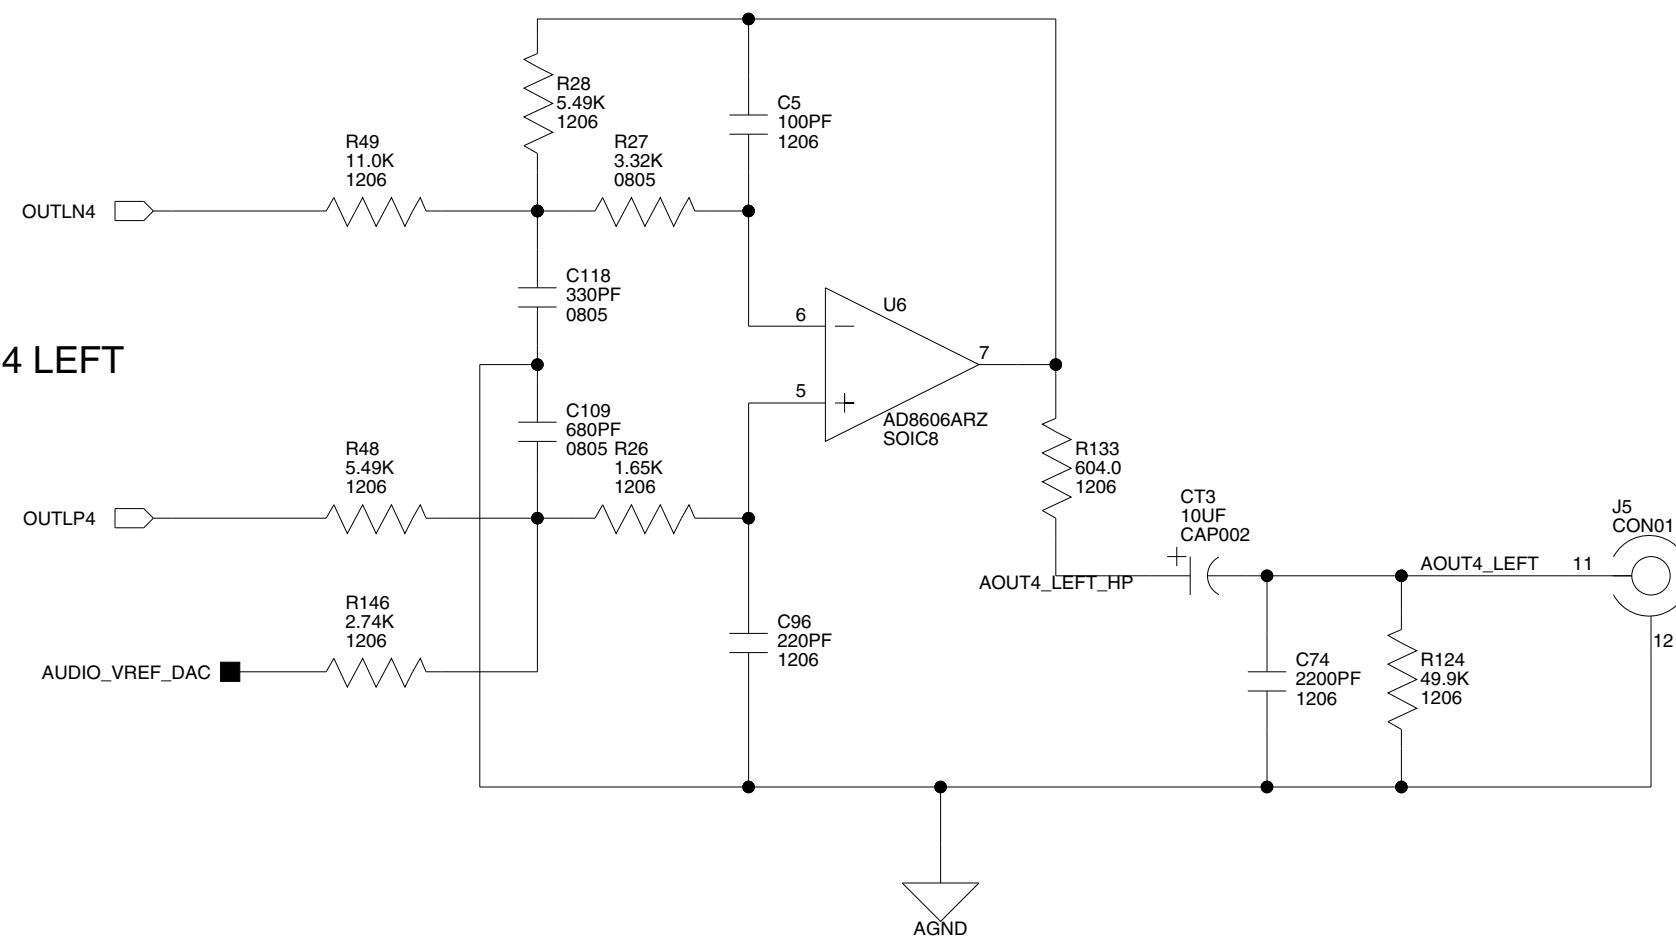 R28
5.49K
1206
C5
100PF
1206
R49
11.0K
1206
R27
3.32K
0805
OUTLN4
C118
330PF
0805
6
U6
4 LEFT
7
5
AD8606ARZ
SOIC8
C109
680PF
0805
R48
5.49K
1206
R26
1.65K
1206
OUTLP4
R133
604.0
1206
CT3
10UF
CAP002
J5
CON01
AOUT4_LEFT_HP
AOUT4_LEFT
11
12
R146
2.74K
1206
AUDIO_VREF_DAC
C96
220PF
1206
C74
2200PF
1206
R124
49.9K
1206
AGND